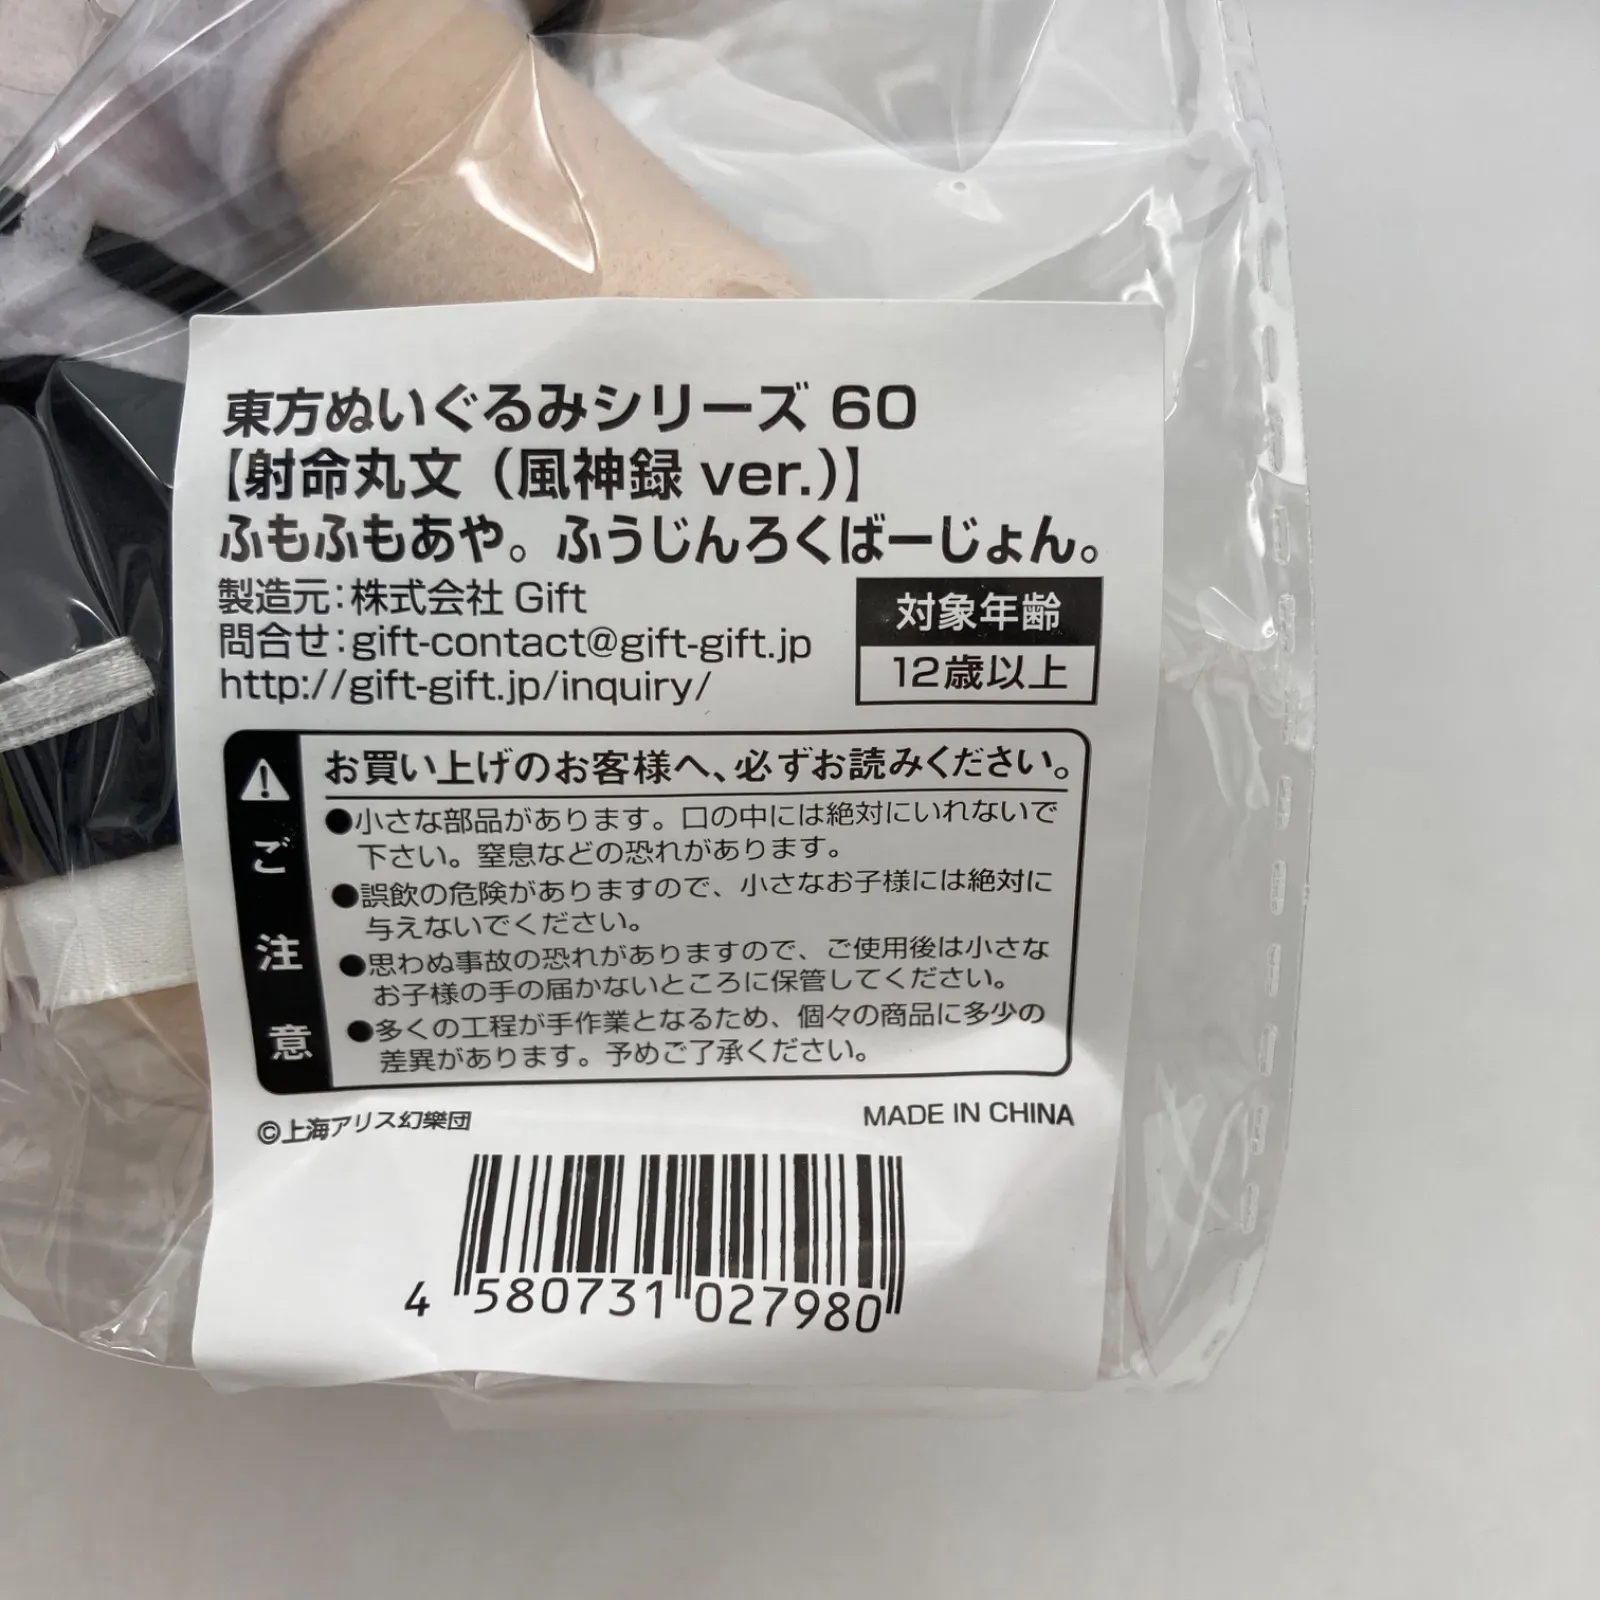 東方ぬいぐるみシリーズ 60
【射命丸文（風神録 ver.）】
ふもふもあや。ふうじんろくばーじょん。
製造元：株式会社 Gift
問合せ：gift-contact@gift-gift.jp
http://gift-gift.jp/inquiry/
対象年齢
12歳以上
ご注意
お買い上げのお客様へ、必ずお読みください。
●小さな部品があります。口の中には絶対にいれないで
下さい。窒息などの恐れがあります。
●誤飲の危険がありますので、小さなお子様には絶対に
与えないでください。
●思わぬ事故の恐れがありますので、ご使用後は小さな
お子様の手の届かないところに保管してください。
●多くの工程が手作業となるため、個々の商品に多少の
差異があります。予めご了承ください。
©上海アリス幻樂団
MADE IN CHINA
4 580731 027980